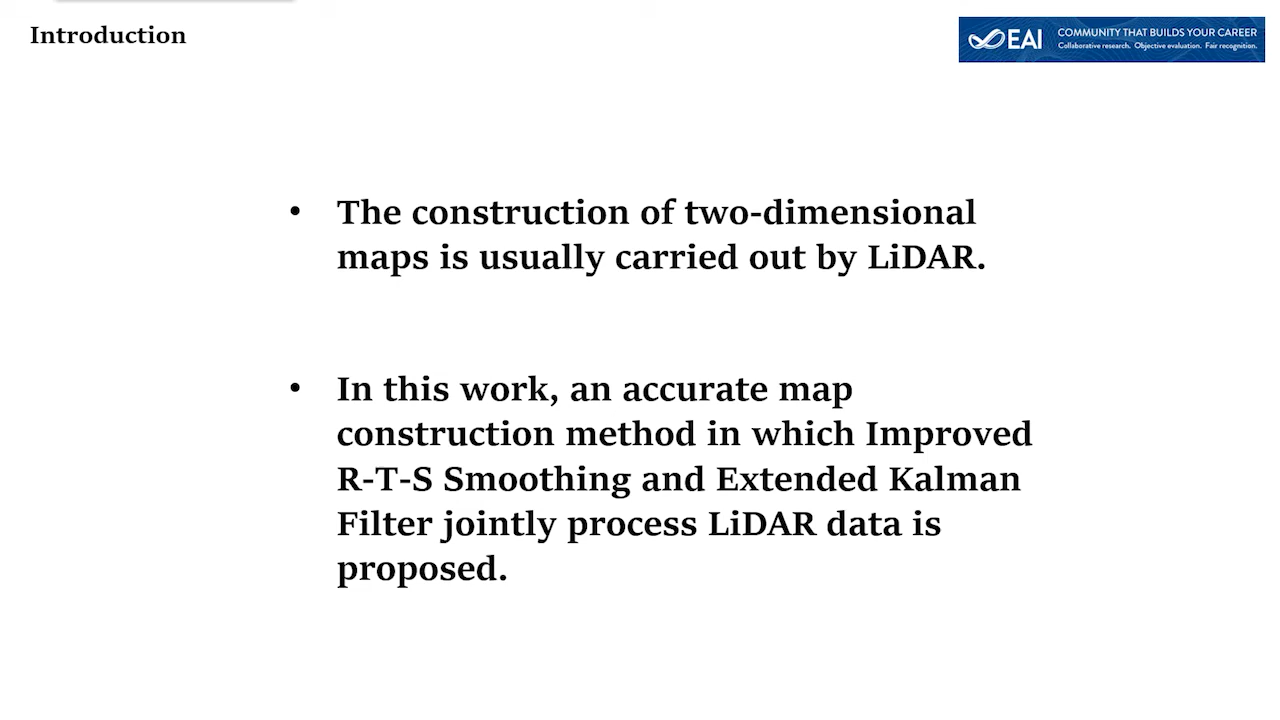 Introduction
EAI
COMMUNITY THAT BUILDS YOUR CAREER
Collaborative research. Objective evaluation. Fair recognition.
• The construction of two-dimensional
maps is usually carried out by LiDAR.
• In this work, an accurate map
construction method in which Improved
R-T-S Smoothing and Extended Kalman
Filter jointly process LiDAR data is
proposed.